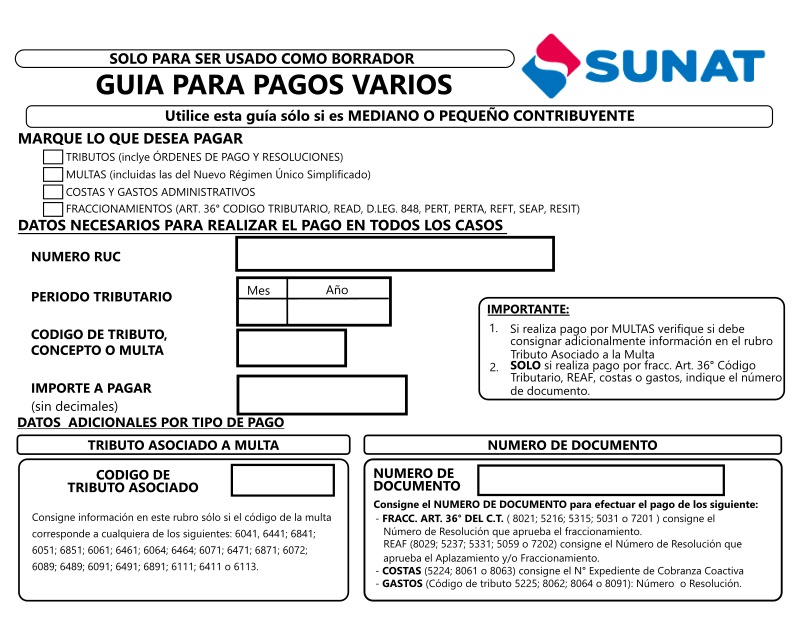 SOLO PARA SER USADO COMO BORRADOR
SUNAT
GUIA PARA PAGOS VARIOS
Utilice esta guía sólo si es MEDIANO O PEQUEÑO CONTRIBUYENTE
MARQUE LO QUE DESEA PAGAR
TRIBUTOS (inclye ÓRDENES DE PAGO Y RESOLUCIONES)
MULTAS (incluidas las del Nuevo Régimen Único Simplificado)
COSTAS Y GASTOS ADMINISTRATIVOS
FRACCIONAMIENTOS (ART. 36° CODIGO TRIBUTARIO, READ, D.LEG. 848, PERT, PERTA, REFT, SEAP, RESIT)
DATOS NECESARIOS PARA REALIZAR EL PAGO EN TODOS LOS CASOS
NUMERO RUC
PERIODO TRIBUTARIO
Mes Año
CODIGO DE TRIBUTO,
CONCEPTO O MULTA
IMPORTE A PAGAR
(sin decimales)
IMPORTANTE:
1. Si realiza pago por MULTAS verifique si debe
consignar adicionalmente información en el rubro
Tributo Asociado a la Multa
2. SOLO si realiza pago por fracc. Art. 36° Código
Tributario, REAF, costas o gastos, indique el número
de documento.
DATOS ADICIONALES POR TIPO DE PAGO
TRIBUTO ASOCIADO A MULTA
CODIGO DE
TRIBUTO ASOCIADO
Consigne información en este rubro sólo si el código de la multa
corresponde a cualquiera de los siguientes: 6041, 6441; 6841;
6051; 6851; 6061; 6461; 6064; 6464; 6071; 6471; 6871; 6072;
6089; 6489; 6091; 6491; 6891; 6111; 6411 o 6113.
NUMERO DE DOCUMENTO
NUMERO DE
DOCUMENTO
Consigne el NUMERO DE DOCUMENTO para efectuar el pago de los siguiente:
- FRACC. ART. 36° DEL C.T. ( 8021; 5216; 5315; 5031 o 7201 ) consigne el
Número de Resolución que aprueba el fraccionamiento.
REAF (8029; 5237; 5331; 5059 o 7202) consigne el Número de Resolución que
aprueba el Aplazamiento y/o Fraccionamiento.
- COSTAS (5224; 8061 o 8063) consigne el N° Expediente de Cobranza Coactiva
- GASTOS (Código de tributo 5225; 8062; 8064 o 8091): Número o Resolución.